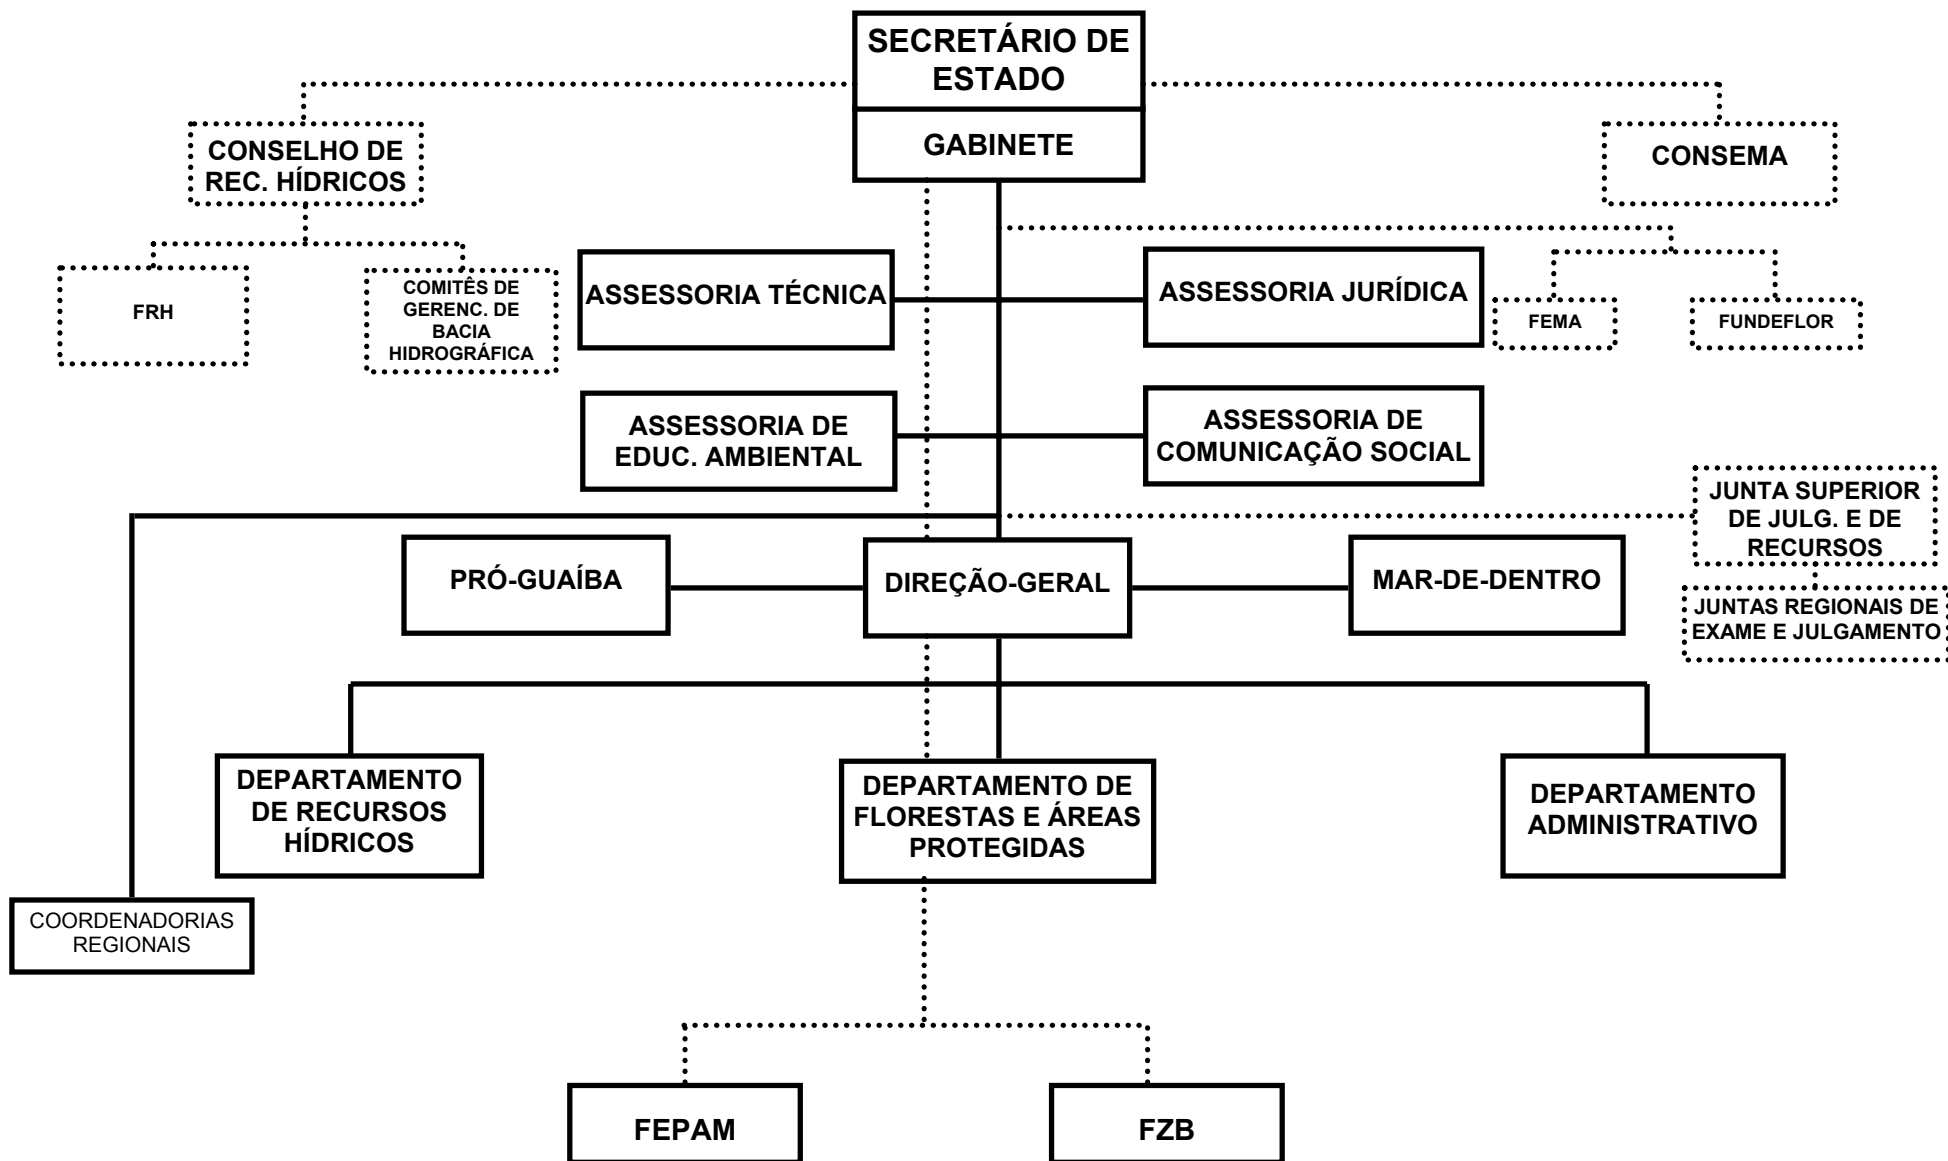 SECRETÁRIO DE
ESTADO
GABINETE
CONSELHO DE
REC. HÍDRICOS
CONSEMA
FRH
COMITÊS DE
GERENC. DE
BACIA
HIDROGRÁFICA
ASSESSORIA TÉCNICA
ASSESSORIA JURÍDICA
FEMA
FUNDEFLOR
ASSESSORIA DE
EDUC. AMBIENTAL
ASSESSORIA DE
COMUNICAÇÃO SOCIAL
JUNTA SUPERIOR
DE JULG. E DE
RECURSOS
PRÓ-GUAÍBA
DIREÇÃO-GERAL
MAR-DE-DENTRO
JUNTAS REGIONAIS DE
EXAME E JULGAMENTO
DEPARTAMENTO
DE RECURSOS
HÍDRICOS
DEPARTAMENTO DE
FLORESTAS E ÁREAS
PROTEGIDAS
DEPARTAMENTO
ADMINISTRATIVO
COORDENADORIAS
REGIONAIS
FEPAM
FZB